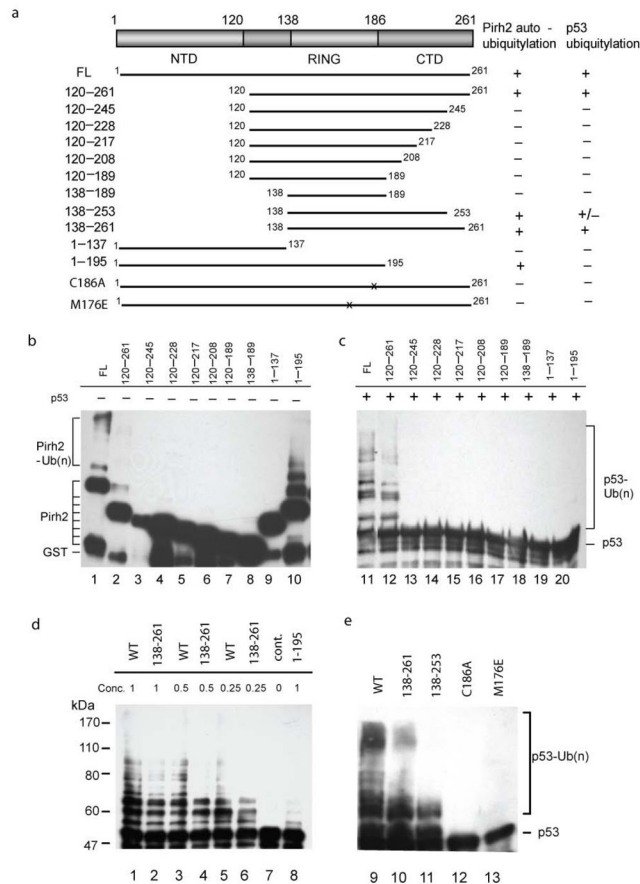 a
1 120 138 186 261
Pirh2 auto - p53
ubiquitylation ubiquitylation
NTD RING CTD
FL 1 261 + +
120–261 120 261 + +
120–245 120 245 – –
120–228 120 228 – –
120–217 120 217 – –
120–208 120 208 – –
120–189 120 189 – –
138–189 138 189 – –
138–253 138 253 + +/–
138–261 138 261 + +
1–137 1 137 – –
1–195 1 195 + –
C186A 1 x 261 – –
M176E 1 x 261 – –
b
FL 120–261 120–245 120–228 120–217 120–208 120–189 138–189 1–137 1–195
p53 – – – – – – – – – –
Pirh2
-Ub(n)
Pirh2
GST –
1 2 3 4 5 6 7 8 9 10
c
FL 120–261 120–245 120–228 120–217 120–208 120–189 138–189 1–137 1–195
+ + + + + + + + + +
p53-
Ub(n)
– p53
11 12 13 14 15 16 17 18 19 20
d
WT 138-261 WT 138-261 WT 138-261 cont. 1-195
Conc. 1 1 0.5 0.5 0.25 0.25 0 1
kDa
170 –
110 –
80 –
60 –
47 –
1 2 3 4 5 6 7 8
e
WT 138-261 138-253 C186A M176E
p53-Ub(n)
– p53
9 10 11 12 13